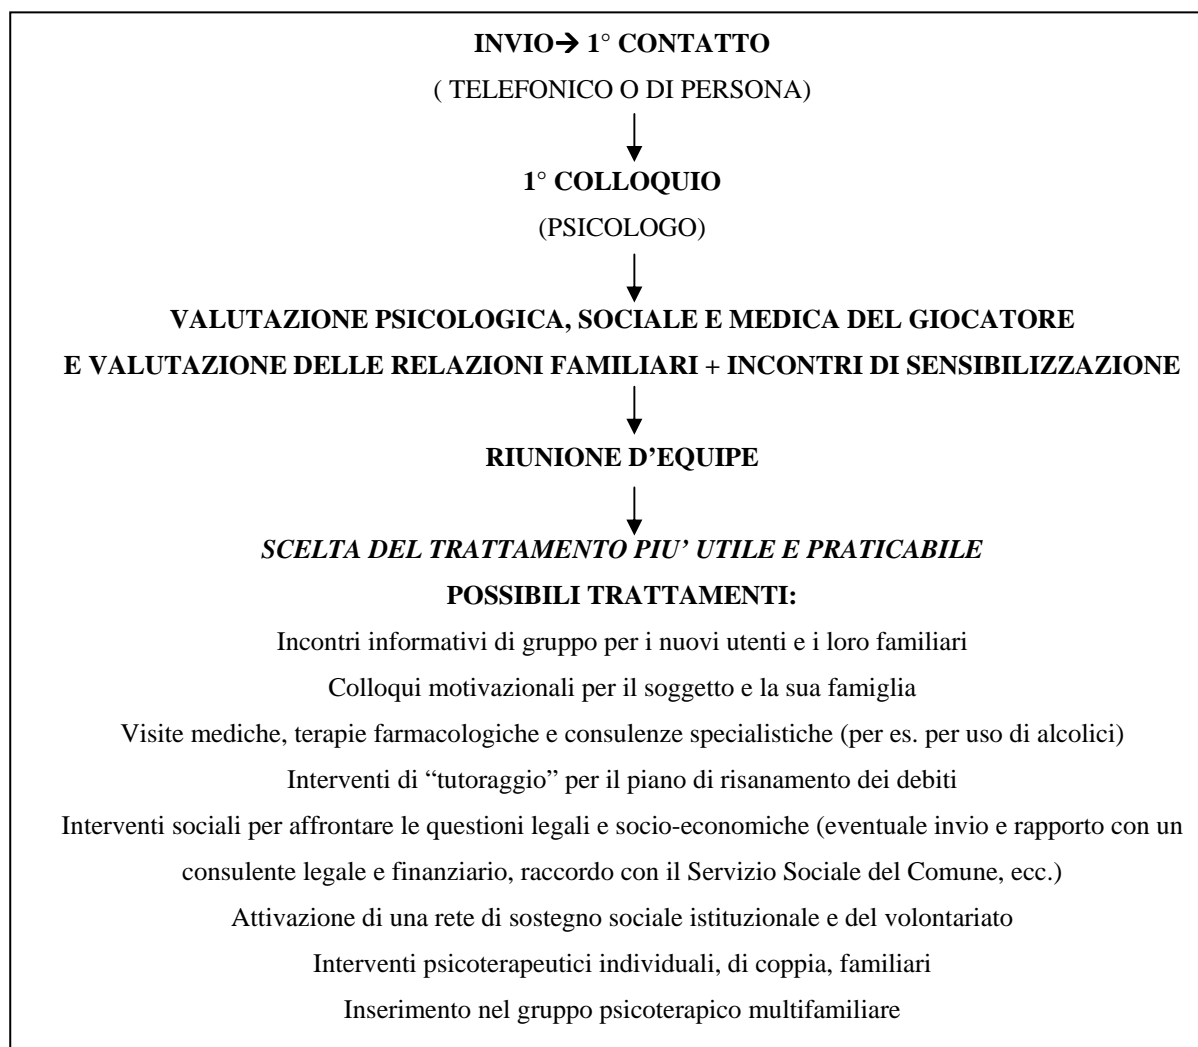 INVIO→ 1° CONTATTO
( TELEFONICO O DI PERSONA)
1° COLLOQUIO
(PSICOLOGO)
VALUTAZIONE PSICOLOGICA, SOCIALE E MEDICA DEL GIOCATORE
E VALUTAZIONE DELLE RELAZIONI FAMILIARI + INCONTRI DI SENSIBILIZZAZIONE
RIUNIONE D’EQUIPE
SCELTA DEL TRATTAMENTO PIU’ UTILE E PRATICABILE
POSSIBILI TRATTAMENTI:
Incontri informativi di gruppo per i nuovi utenti e i loro familiari
Colloqui motivazionali per il soggetto e la sua famiglia
Visite mediche, terapie farmacologiche e consulenze specialistiche (per es. per uso di alcolici)
Interventi di “tutoraggio” per il piano di risanamento dei debiti
Interventi sociali per affrontare le questioni legali e socio-economiche (eventuale invio e rapporto con un
consulente legale e finanziario, raccordo con il Servizio Sociale del Comune, ecc.)
Attivazione di una rete di sostegno sociale istituzionale e del volontariato
Interventi psicoterapeutici individuali, di coppia, familiari
Inserimento nel gruppo psicoterapico multifamiliare